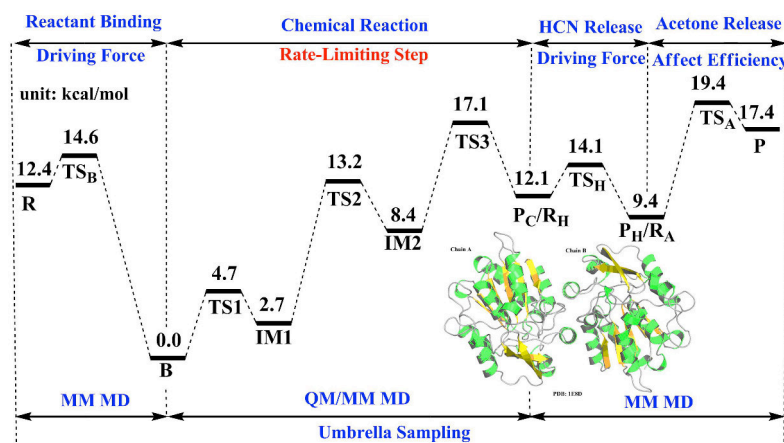 Reactant Binding
Chemical Reaction
HCN Release
Acetone Release
Driving Force
Rate-Limiting Step
Driving Force
Affect Efficiency
unit: kcal/mol
12.4
R
14.6
TSB
0.0
B
4.7
TS1
2.7
IM1
13.2
TS2
8.4
IM2
17.1
TS3
12.1
PC/RH
14.1
TSH
9.4
PH/RA
19.4
TSA
17.4
P
Chain A
Chain B
PDB: 1E8D
MM MD
QM/MM MD
MM MD
Umbrella Sampling